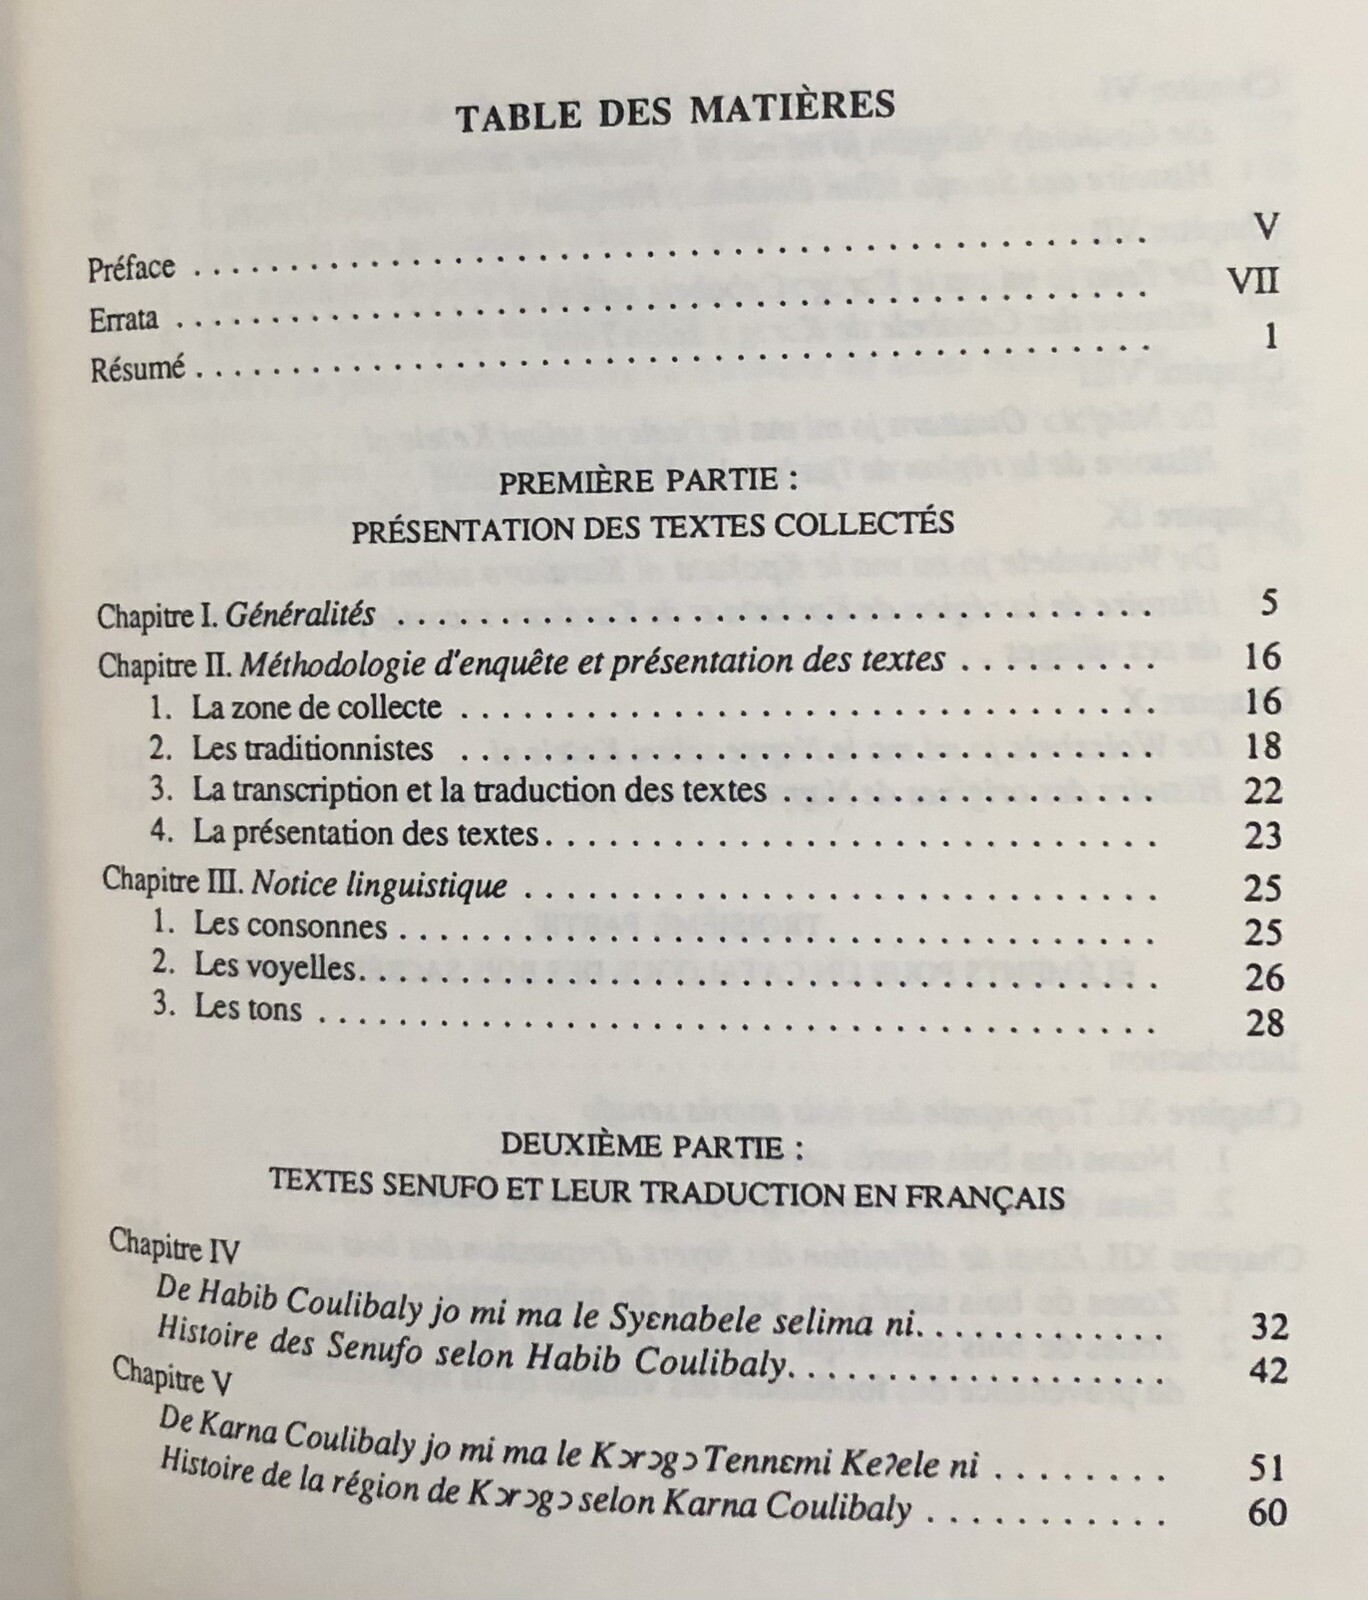 TABLE DES MATIÈRES
Préface . . . . . . . . . . . . . . . . . . . . . . . . . . . . . . . . . . . . V
Errata . . . . . . . . . . . . . . . . . . . . . . . . . . . . . . . . . . . . VII
Résumé . . . . . . . . . . . . . . . . . . . . . . . . . . . . . . . . . . . . 1
PREMIÈRE PARTIE :
PRÉSENTATION DES TEXTES COLLECTÉS
Chapitre I. Généralités . . . . . . . . . . . . . . . . . . . . . . . . . . . . 5
Chapitre II. Méthodologie d'enquête et présentation des textes . . . . . . . . . 16
1. La zone de collecte . . . . . . . . . . . . . . . . . . . . . . . . . . 16
2. Les traditionnistes . . . . . . . . . . . . . . . . . . . . . . . . . . 18
3. La transcription et la traduction des textes . . . . . . . . . . . . . . 22
4. La présentation des textes. . . . . . . . . . . . . . . . . . . . . . . 23
Chapitre III. Notice linguistique . . . . . . . . . . . . . . . . . . . . . . . 25
1. Les consonnes . . . . . . . . . . . . . . . . . . . . . . . . . . . . 25
2. Les voyelles. . . . . . . . . . . . . . . . . . . . . . . . . . . . . . 26
3. Les tons . . . . . . . . . . . . . . . . . . . . . . . . . . . . . . . 28
DEUXIÈME PARTIE :
TEXTES SENUFO ET LEUR TRADUCTION EN FRANÇAIS
Chapitre IV
De Habib Coulibaly jo mi ma le Syɛnabele selima ni. . . . . . . . . . 32
Histoire des Senufo selon Habib Coulibaly. . . . . . . . . . . . . . . 42
Chapitre V
De Karna Coulibaly jo mi ma le Kɔrɔgɔ Tennɛmi Keʔele ni . . . . . . . 51
Histoire de la région de Kɔrɔgɔ selon Karna Coulibaly . . . . . . . . . 60